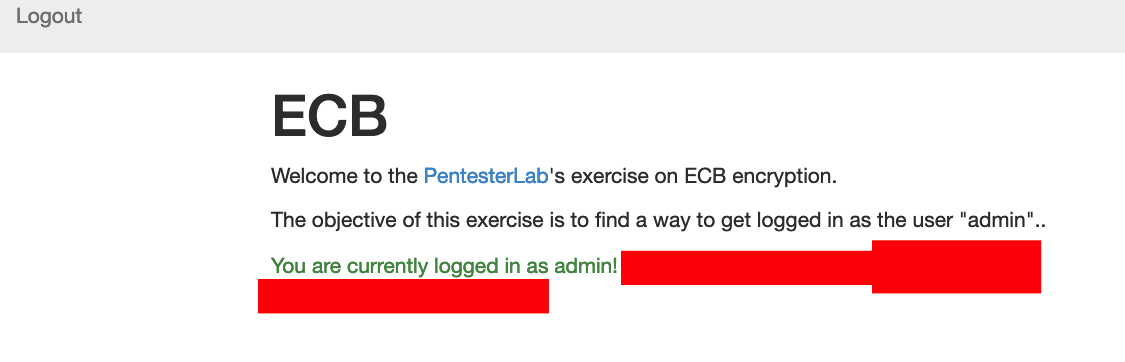 Logout
ECB
Welcome to the PentesterLab's exercise on ECB encryption.
The objective of this exercise is to find a way to get logged in as the user "admin"..
You are currently logged in as admin!